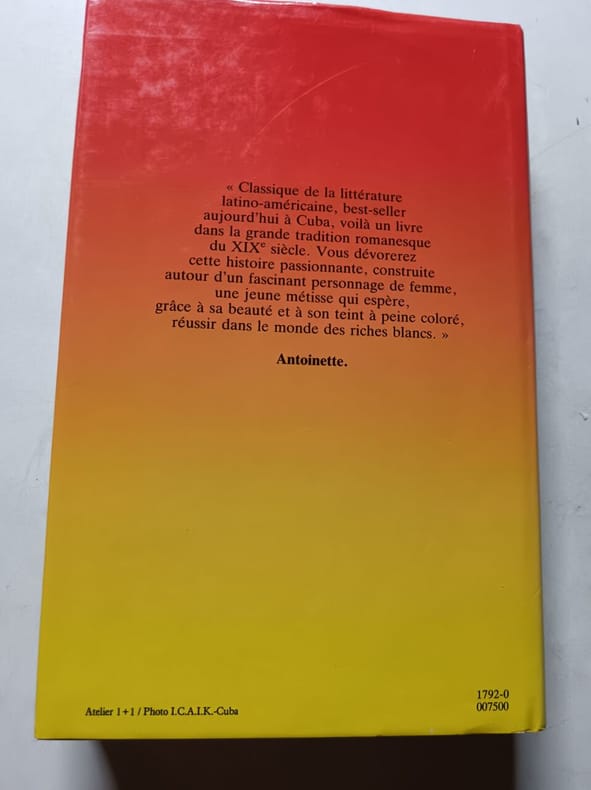 « Classique de la littérature
latino-américaine, best-seller
aujourd'hui à Cuba, voilà un livre
dans la grande tradition romanesque
du XIXe siècle. Vous dévorerez
cette histoire passionnante, construite
autour d'un fascinant personnage de femme,
une jeune métisse qui espère,
grâce à sa beauté et à son teint à peine coloré,
réussir dans le monde des riches blancs. »
Antoinette.
Atelier 1+1 / Photo I.C.A.I.K.-Cuba
1792-0
007500